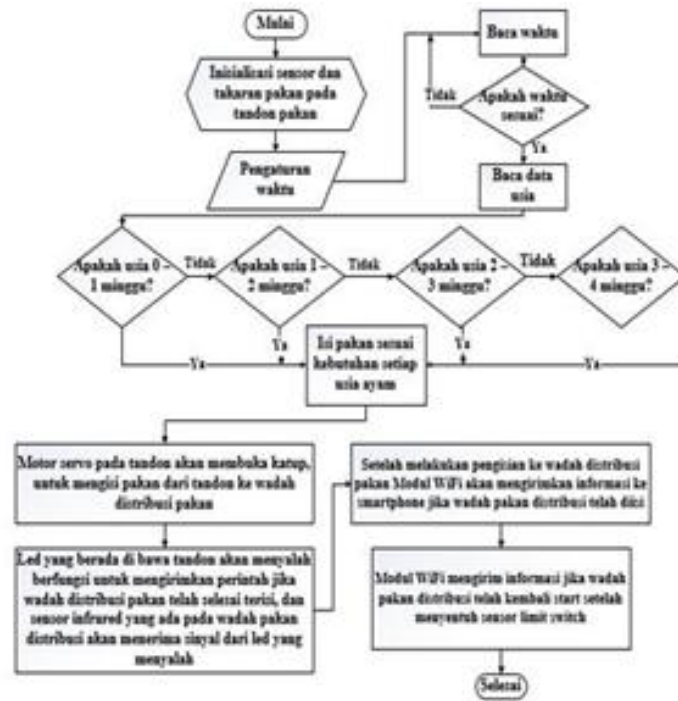 Mulai
Inisialisasi sensor dan
takaran pakan pada
tandon pakan
Pengaturan
waktu
Baca waktu
Apakah waktu
sesuai?
Tidak
Ya
Baca data
usia
Apakah usia 0 –
1 minggu?
Tidak
Apakah usia 1 –
2 minggu?
Tidak
Apakah usia 2 –
3 minggu?
Tidak
Apakah usia 3 –
4 minggu?
Ya
Ya
Ya
Ya
Isi pakan sesuai
kebutuhan setiap
usia ayam
Motor servo pada tandon akan membuka katup,
untuk mengisi pakan dari tandon ke wadah
distribusi pakan
Led yang berada di bawa tandon akan menyalah
berfungsi untuk mengirimkan perintah jika
wadah distribusi pakan telah selesai terisi, dan
sensor infrared yang ada pada wadah pakan
distribusi akan menerima sinyal dari led yang
menyalah
Setelah melakukan pengisian ke wadah distribusi
pakan Modul WiFi akan mengirimkan informasi ke
smartphone jika wadah pakan distribusi telah diisi
Modul WiFi mengirim informasi jika wadah
pakan distribusi telah kembali start setelah
menyentuh sensor limit switch
Selesai